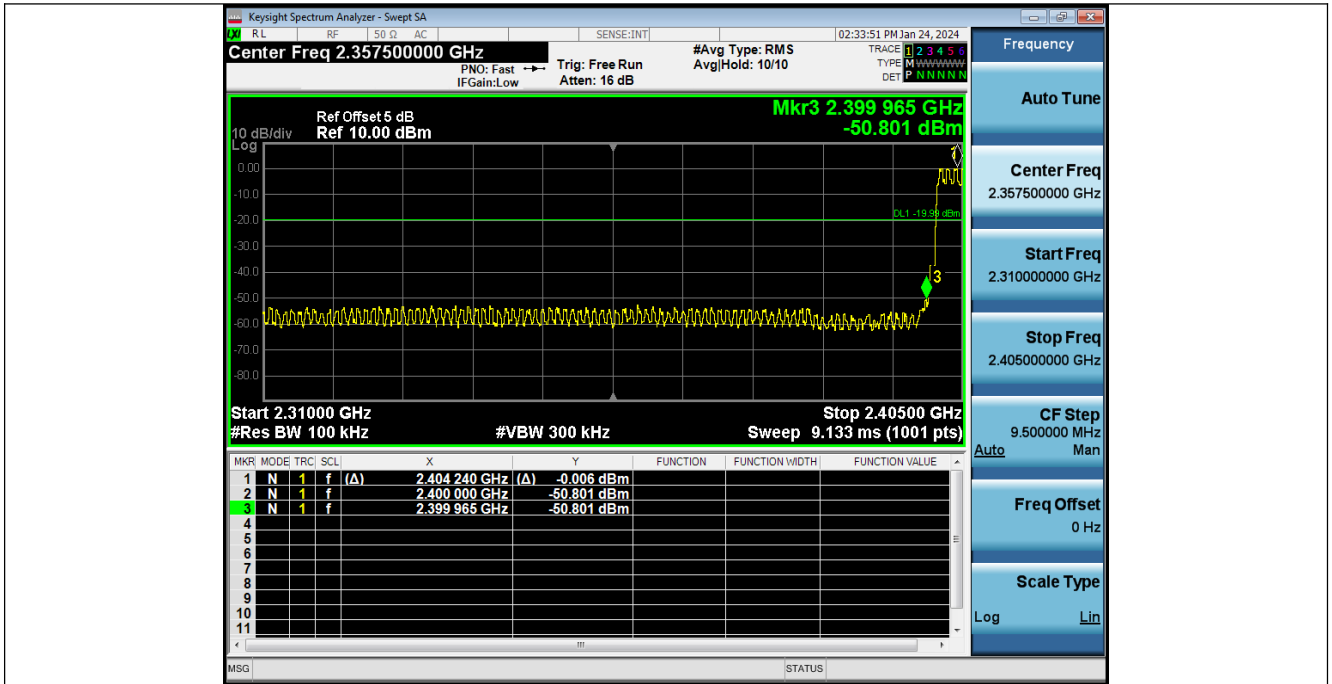 Keysight Spectrum Analyzer - Swept SA
LXI RL RF 50 Ω AC SENSE:INT 02:33:51 PM Jan 24, 2024
Center Freq 2.357500000 GHz
PNO: Fast
IFGain:Low
Trig: Free Run
Atten: 16 dB
#Avg Type: RMS
Avg|Hold: 10/10
TRACE 1 2 3 4 5 6
TYPE M WWWWW
DET P N N N N N
Mkr3 2.399 965 GHz
-50.801 dBm
Ref Offset 5 dB
10 dB/div Ref 10.00 dBm
Log
0.00
-10.0
-20.0
-30.0
-40.0
-50.0
-60.0
-70.0
-80.0
DL1 -19.99 dBm
3
Start 2.31000 GHz Stop 2.40500 GHz
#Res BW 100 kHz #VBW 300 kHz Sweep 9.133 ms (1001 pts)
MKR MODE TRC SCL X Y FUNCTION FUNCTION WIDTH FUNCTION VALUE
1 N 1 f (Δ) 2.404 240 GHz (Δ) -0.006 dBm
2 N 1 f 2.400 000 GHz -50.801 dBm
3 N 1 f 2.399 965 GHz -50.801 dBm
4
5
6
7
8
9
10
11
MSG STATUS
Frequency
Auto Tune
Center Freq
2.357500000 GHz
Start Freq
2.310000000 GHz
Stop Freq
2.405000000 GHz
CF Step
9.500000 MHz
Auto Man
Freq Offset
0 Hz
Scale Type
Log Lin